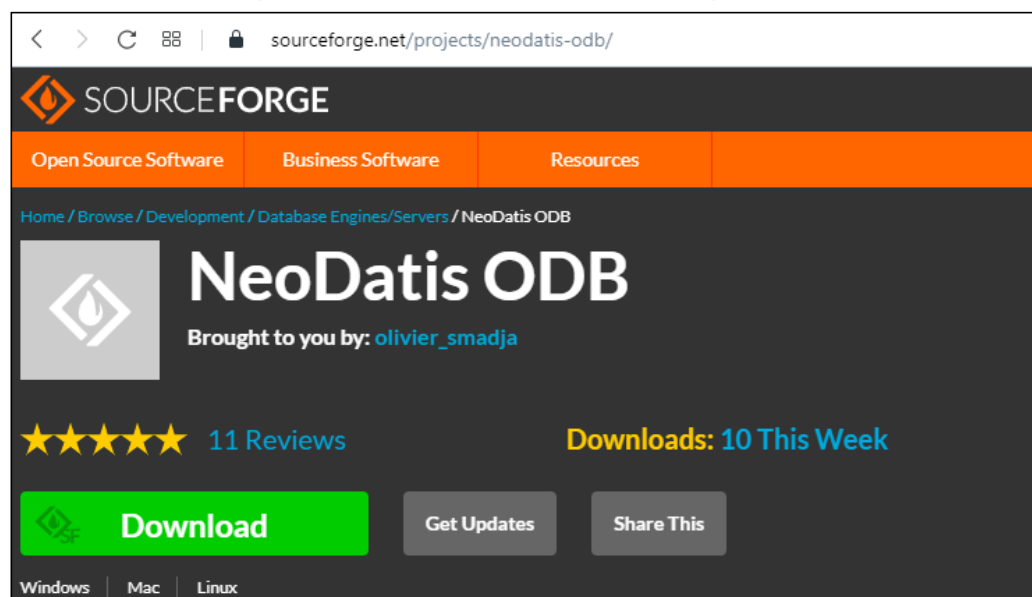 sourceforge.net/projects/neodatis-odb/
SOURCEFORGE
Open Source Software Business Software Resources
Home / Browse / Development / Database Engines/Servers / NeoDatis ODB
NeoDatis ODB
Brought to you by: olivier_smadja
11 Reviews Downloads: 10 This Week
SF Download Get Updates Share This
Windows Mac Linux